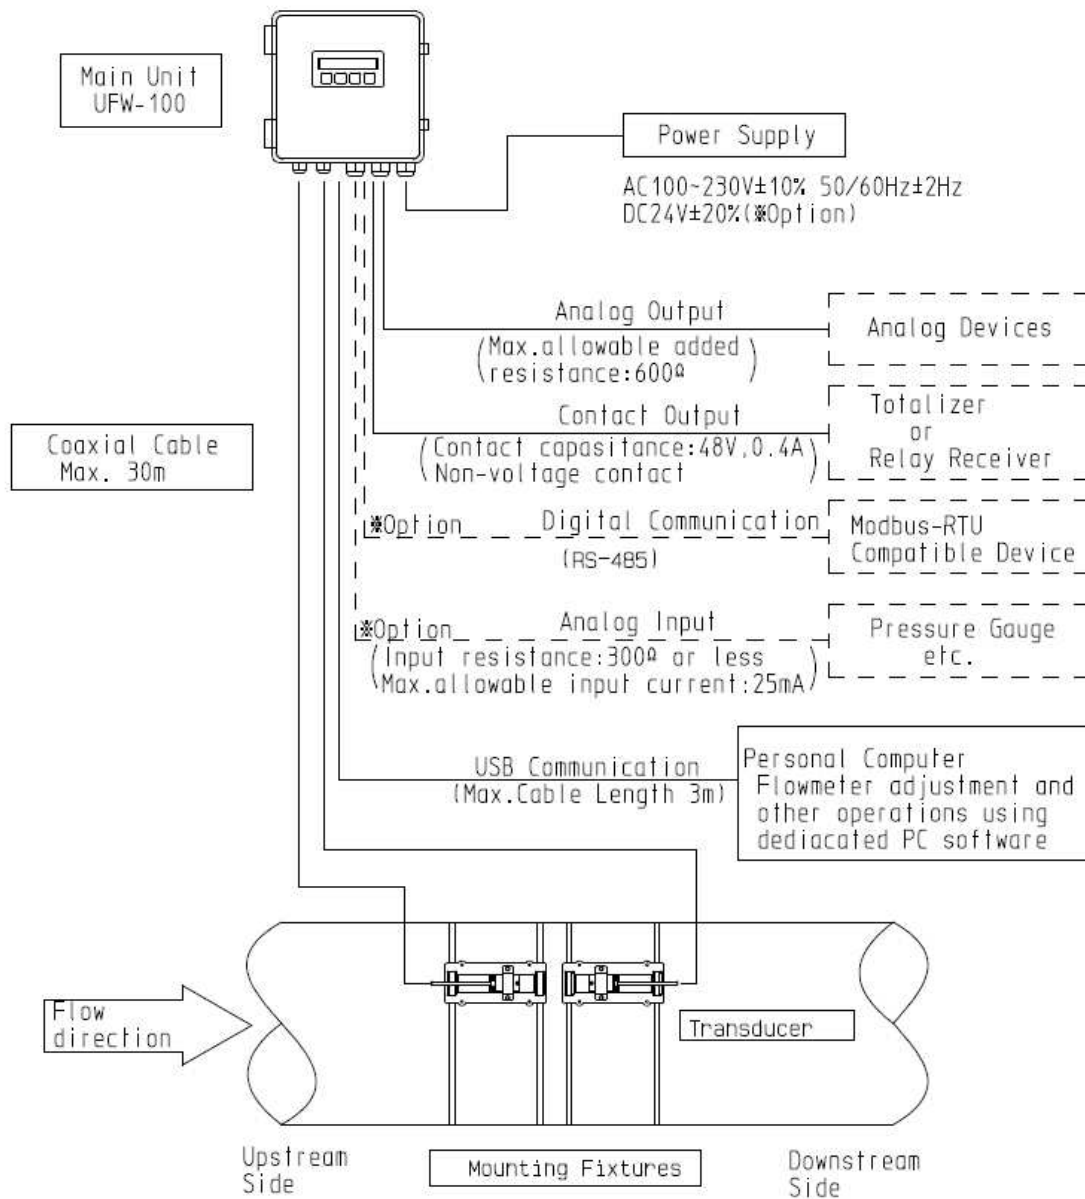 Main Unit
UFW-100
Power Supply
AC100~230V±10% 50/60Hz±2Hz
DC24V±20%(※Option)
Analog Output
(Max.allowable added
resistance:600Ω)
Analog Devices
Contact Output
(Contact capasitance:48V,0.4A)
Non-voltage contact
Totalizer
or
Relay Receiver
Coaxial Cable
Max. 30m
※Option
Digital Communication
(RS-485)
Modbus-RTU
Compatible Device
※Option
Analog Input
(Input resistance:300Ω or less
Max.allowable input current:25mA)
Pressure Gauge
etc.
USB Communication
(Max.Cable Length 3m)
Personal Computer
Flowmeter adjustment and
other operations using
dediacated PC software
Flow
direction
Transducer
Upstream
Side
Mounting Fixtures
Downstream
Side